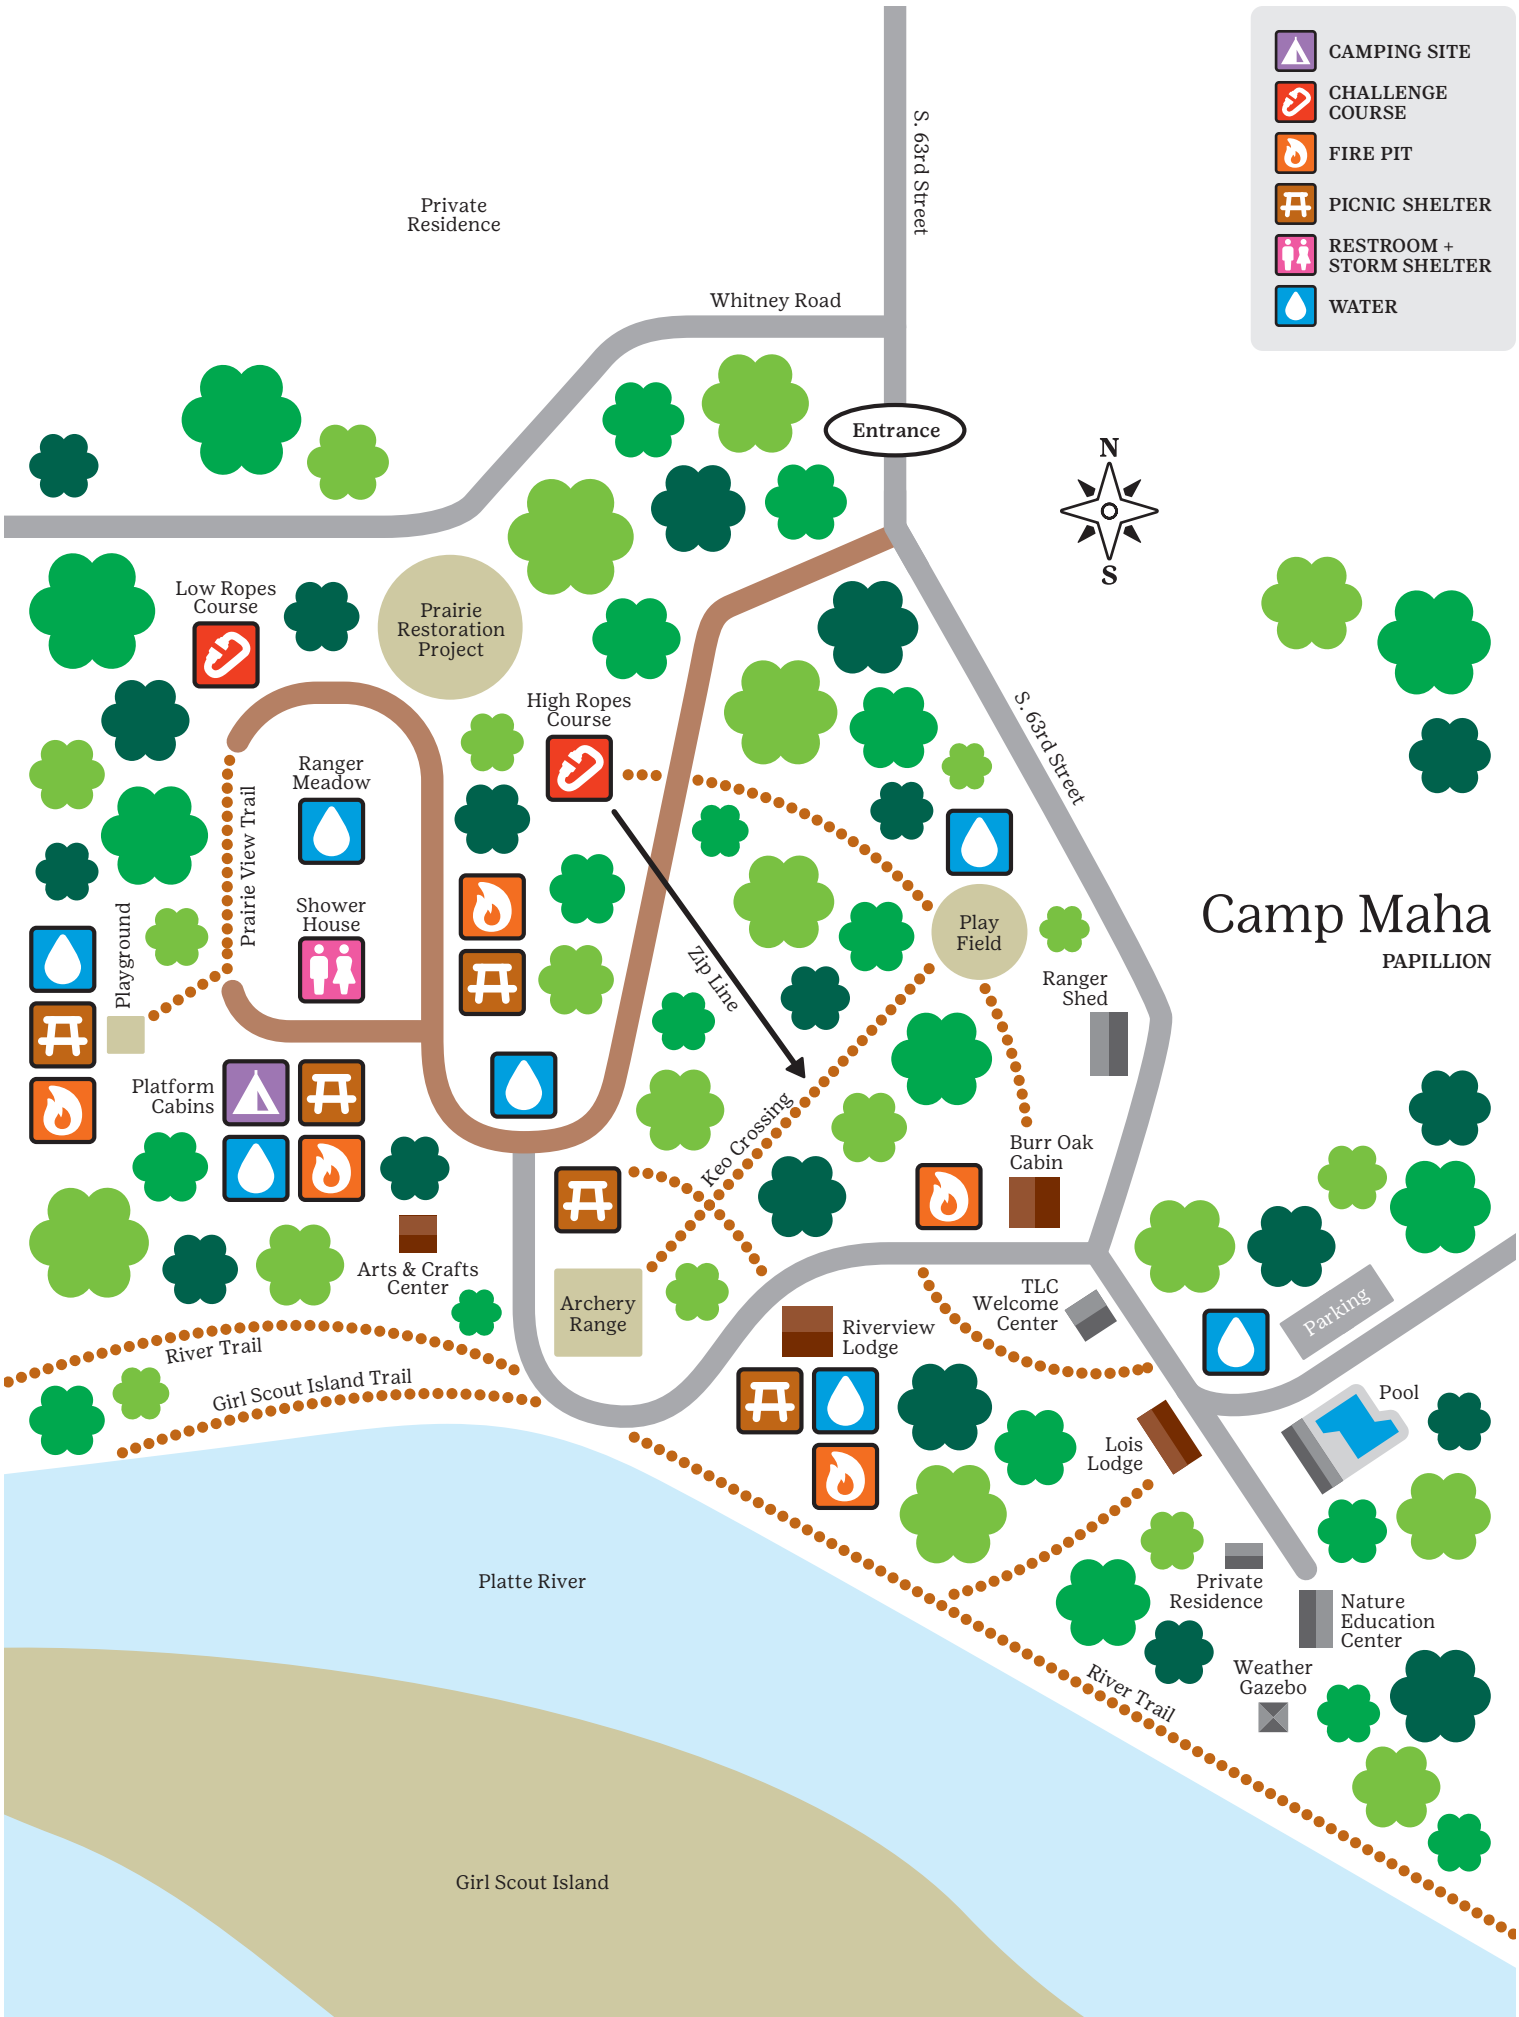 CAMPING SITE
CHALLENGE
COURSE
FIRE PIT
PICNIC SHELTER
RESTROOM +
STORM SHELTER
WATER
S. 63rd Street
Private
Residence
Whitney Road
Entrance
N
S
Low Ropes
Course
Prairie
Restoration
Project
High Ropes
Course
S. 63rd Street
Ranger
Meadow
Prairie View Trail
Camp Maha
PAPILLION
Shower
House
Playground
Play
Field
Zip Line
Ranger
Shed
Platform
Cabins
Keo Crossing
Burr Oak
Cabin
Arts & Crafts
Center
Archery
Range
TLC
Welcome
Center
Parking
Riverview
Lodge
River Trail
Girl Scout Island Trail
Pool
Lois
Lodge
Platte River
Private
Residence
Nature
Education
Center
Weather
Gazebo
River Trail
Girl Scout Island